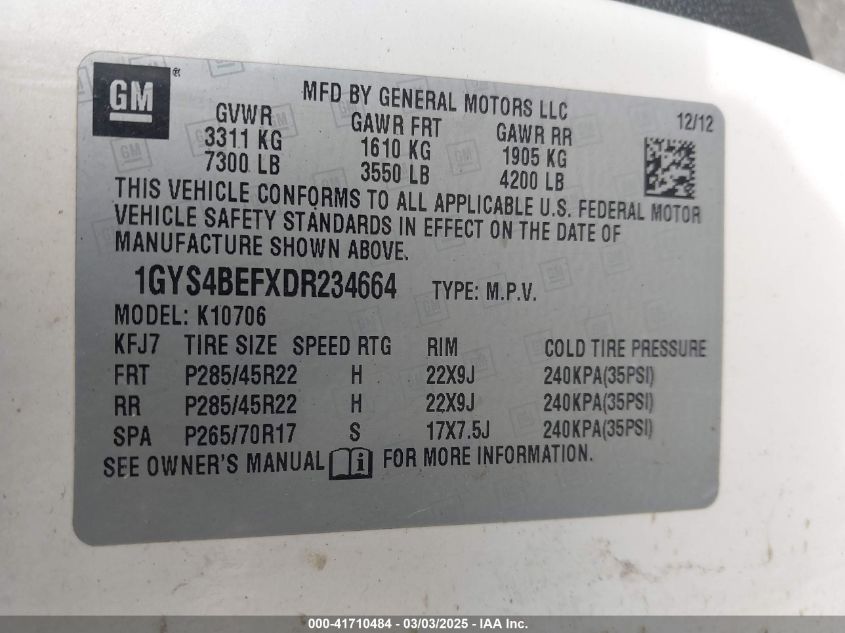 GM ®
MFD BY GENERAL MOTORS LLC
GVWR GAWR FRT GAWR RR 12/12
3311 KG 1610 KG 1905 KG
7300 LB 3550 LB 4200 LB
THIS VEHICLE CONFORMS TO ALL APPLICABLE U.S. FEDERAL MOTOR
VEHICLE SAFETY STANDARDS IN EFFECT ON THE DATE OF
MANUFACTURE SHOWN ABOVE.
1GYS4BEFXDR234664 TYPE: M.P.V.
MODEL: K10706
KFJ7 TIRE SIZE SPEED RTG RIM COLD TIRE PRESSURE
FRT P285/45R22 H 22X9J 240KPA(35PSI)
RR P285/45R22 H 22X9J 240KPA(35PSI)
SPA P265/70R17 S 17X7.5J 240KPA(35PSI)
SEE OWNER'S MANUAL i FOR MORE INFORMATION.
000-41710484 - 03/03/2025 - IAA Inc.